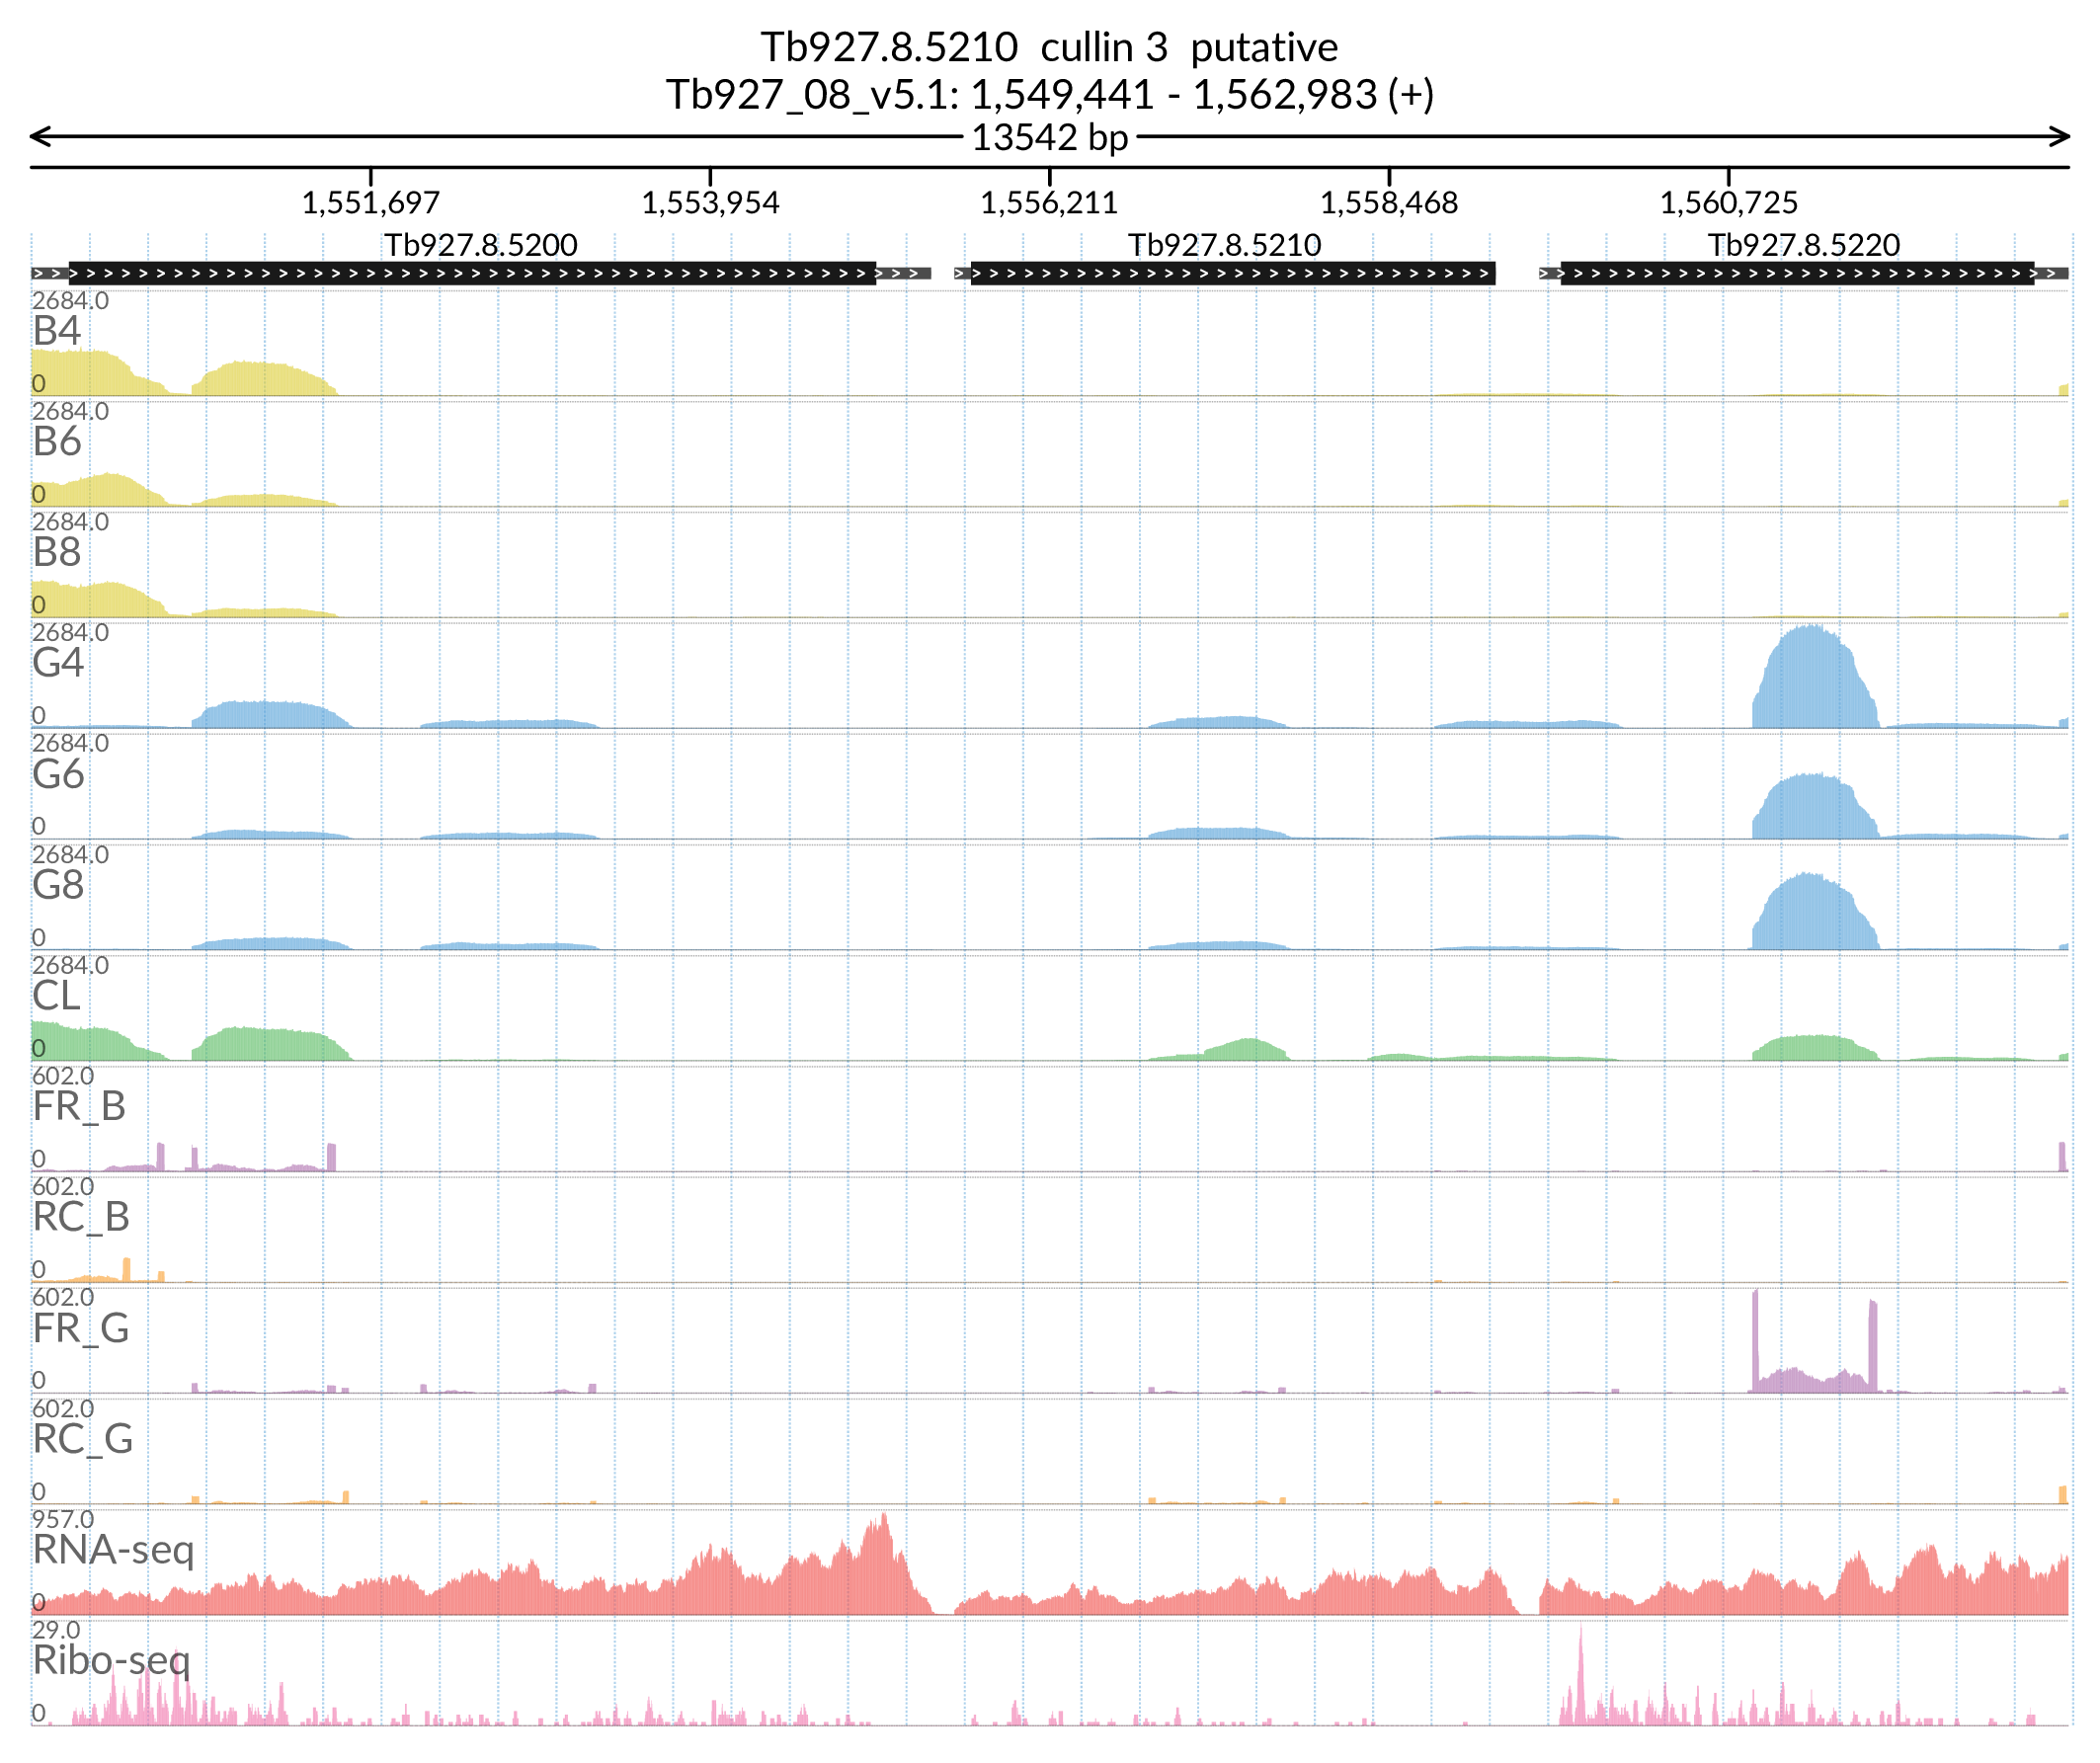 Tb927.8.5210  cullin 3  putative
Tb927_08_v5.1: 1,549,441 - 1,562,983 (+)
13542 bp
1,551,697 1,553,954 1,556,211 1,558,468 1,560,725
Tb927.8.5200 Tb927.8.5210 Tb927.8.5220
2684.0
B4
0
2684.0
B6
0
2684.0
B8
0
2684.0
G4
0
2684.0
G6
0
2684.0
G8
0
2684.0
CL
0
602.0
FR_B
0
602.0
RC_B
0
602.0
FR_G
0
602.0
RC_G
0
957.0
RNA-seq
0
29.0
Ribo-seq
0